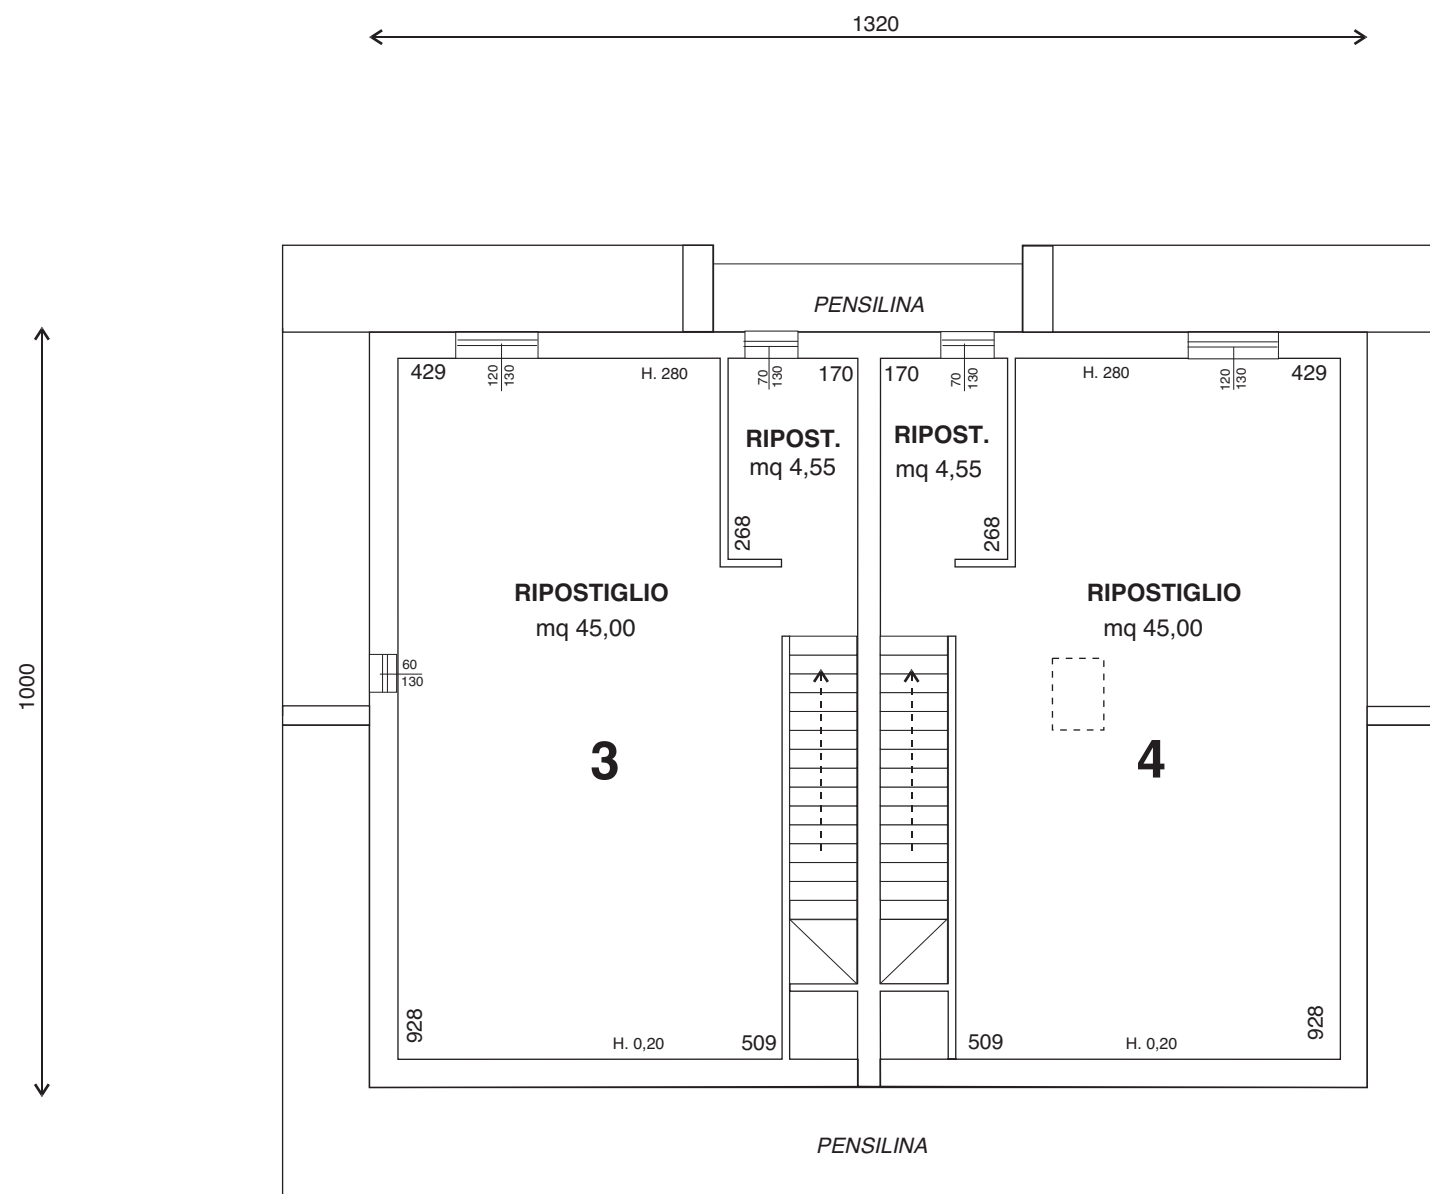 1320
PENSILINA
429
120
130
H. 280
70
130
170
170
70
130
H. 280
120
130
429
RIPOST.
mq 4,55
RIPOST.
mq 4,55
268
268
RIPOSTIGLIO
mq 45,00
RIPOSTIGLIO
mq 45,00
60
130
1000
3
4
928
H. 0,20
509
509
H. 0,20
928
PENSILINA